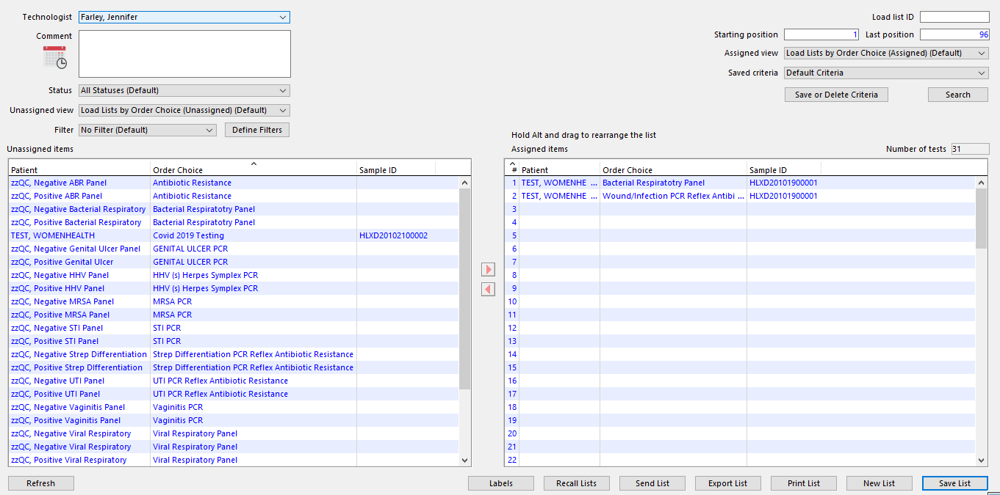 Technologist Farley, Jennifer
Load list ID
Comment
Starting position 1 Last position 96
Assigned view Load Lists by Order Choice (Assigned) (Default)
Saved criteria Default Criteria
Status All Statuses (Default)
Save or Delete Criteria Search
Unassigned view Load Lists by Order Choice (Unassigned) (Default)
Filter No Filter (Default) Define Filters
Hold Alt and drag to rearrange the list
Unassigned items
Patient Order Choice Sample ID
zzQC, Negative ABR Panel Antibiotic Resistance
zzQC, Positive ABR Panel Antibiotic Resistance
zzQC, Negative Bacterial Respiratory Bacterial Respiratotry Panel
zzQC, Positive Bacterial Respiratory Bacterial Respiratotry Panel
TEST, WOMENHEALTH Covid 2019 Testing HLXD20102100002
zzQC, Negative Genital Ulcer Panel GENITAL ULCER PCR
zzQC, Positive Genital Ulcer GENITAL ULCER PCR
zzQC, Negative HHV Panel HHV (s) Herpes Symplex PCR
zzQC, Positive HHV Panel HHV (s) Herpes Symplex PCR
zzQC, Negative MRSA Panel MRSA PCR
zzQC, Positive MRSA Panel MRSA PCR
zzQC, Negative STI Panel STI PCR
zzQC, Positive STI Panel STI PCR
zzQC, Negative Strep Differentiation Strep Differentiation PCR Reflex Antibiotic Resistance
zzQC, Positive Strep DIfferentiation Strep Differentiation PCR Reflex Antibiotic Resistance
zzQC, Negative UTI Panel UTI PCR Reflex Antibiotic Resistance
zzQC, Positive UTI Panel UTI PCR Reflex Antibiotic Resistance
zzQC, Negative Vaginitis Panel Vaginitis PCR
zzQC, Positive Vaginitis Panel Vaginitis PCR
zzQC, Negative Viral Respiratory Viral Respiratory Panel
zzQC, Negative Viral Respiratory Viral Respiratory Panel
zzQC, Positive Viral Respiratory Viral Respiratory Panel
Assigned items Number of tests 31
# Patient Order Choice Sample ID
1 TEST, WOMENHE ... Bacterial Respiratotry Panel HLXD20101900001
2 TEST, WOMENHE ... Wound/Infection PCR Reflex Antibi ... HLXD20101900001
3
4
5
6
7
8
9
10
11
12
13
14
15
16
17
18
19
20
21
22
Refresh Labels Recall Lists Send List Export List Print List New List Save List